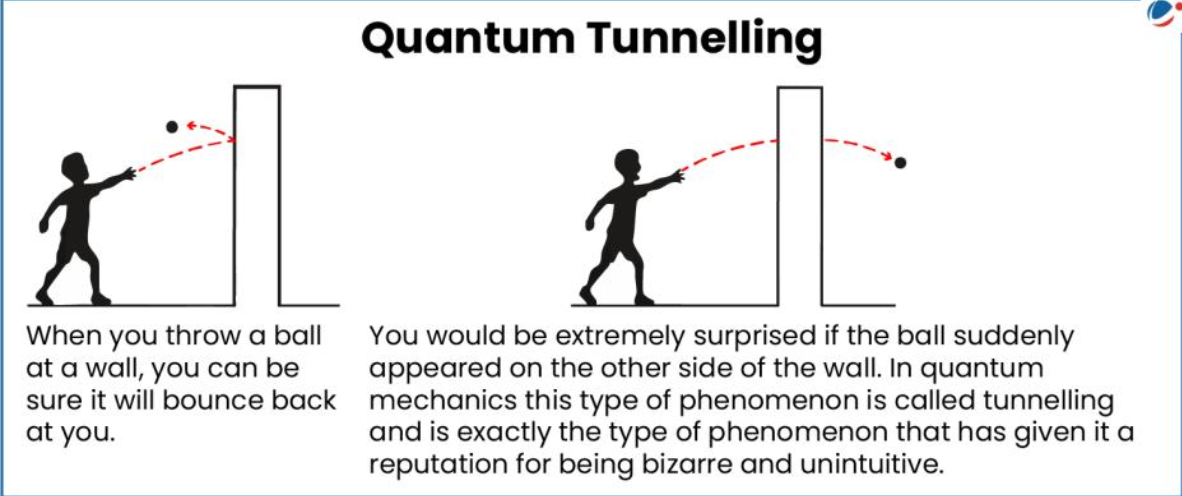 Quantum Tunnelling
When you throw a ball
at a wall, you can be
sure it will bounce back
at you.
You would be extremely surprised if the ball suddenly
appeared on the other side of the wall. In quantum
mechanics this type of phenomenon is called tunnelling
and is exactly the type of phenomenon that has given it a
reputation for being bizarre and unintuitive.